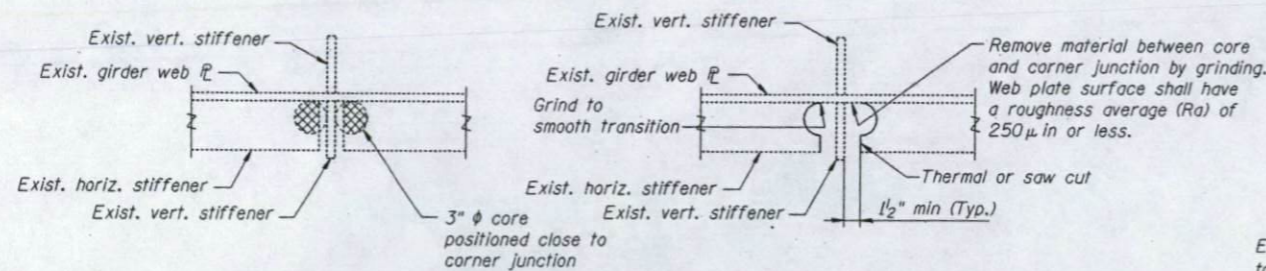 Exist. vert. stiffener
Exist. girder web ℄
Exist. horiz. stiffener
Exist. vert. stiffener
3" ϕ core
positioned close to
corner junction
Exist. vert. stiffener
Exist. girder web ℄
Grind to
smooth transition
Exist. horiz. stiffener
Exist. vert. stiffener
Remove material between core
and corner junction by grinding.
Web plate surface shall have
a roughness average (Ra) of
250μ in or less.
Thermal or saw cut
1½" min (Typ.)
E
to